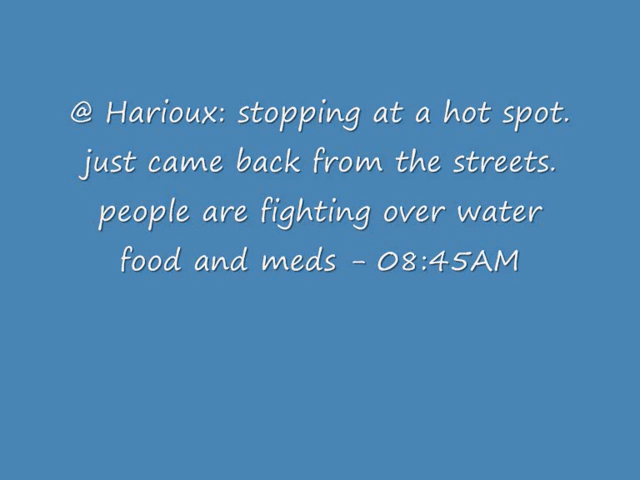 @ Harioux: stopping at a hot spot.
just came back from the streets.
people are fighting over water
food and meds - 08:45AM